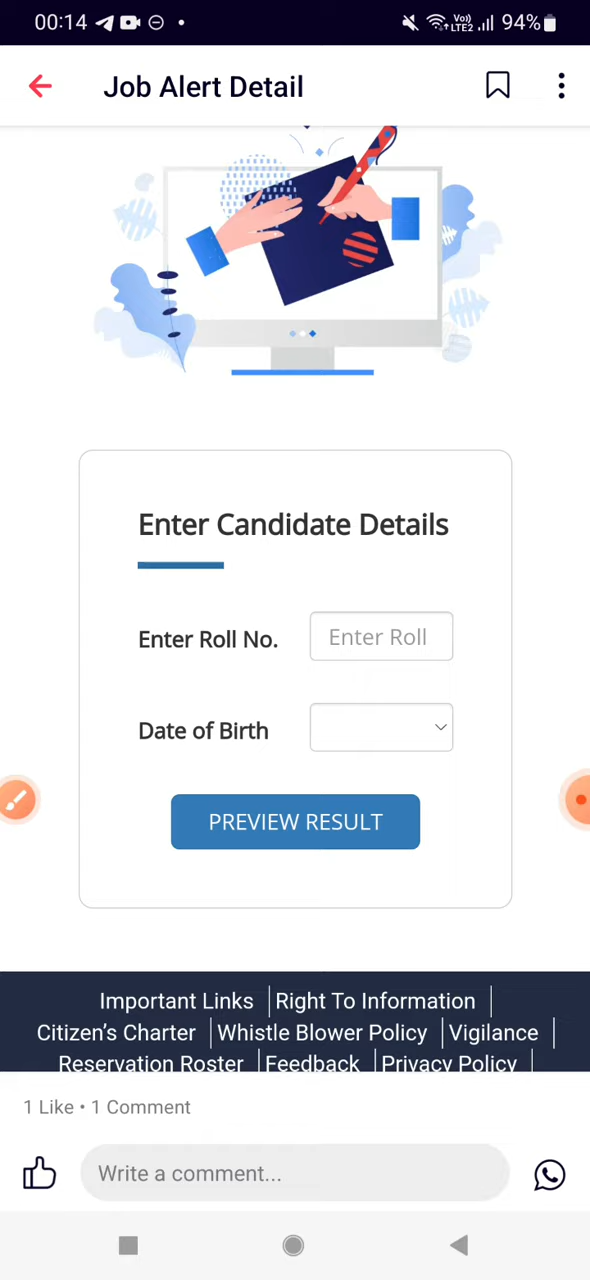 00:14 Vo)) LTE2 94%
Job Alert Detail
Enter Candidate Details
Enter Roll No. Enter Roll
Date of Birth
PREVIEW RESULT
Important Links | Right To Information |
Citizen’s Charter | Whistle Blower Policy | Vigilance |
Reservation Roster | Feedback | Privacy Policy |
1 Like • 1 Comment
Write a comment...